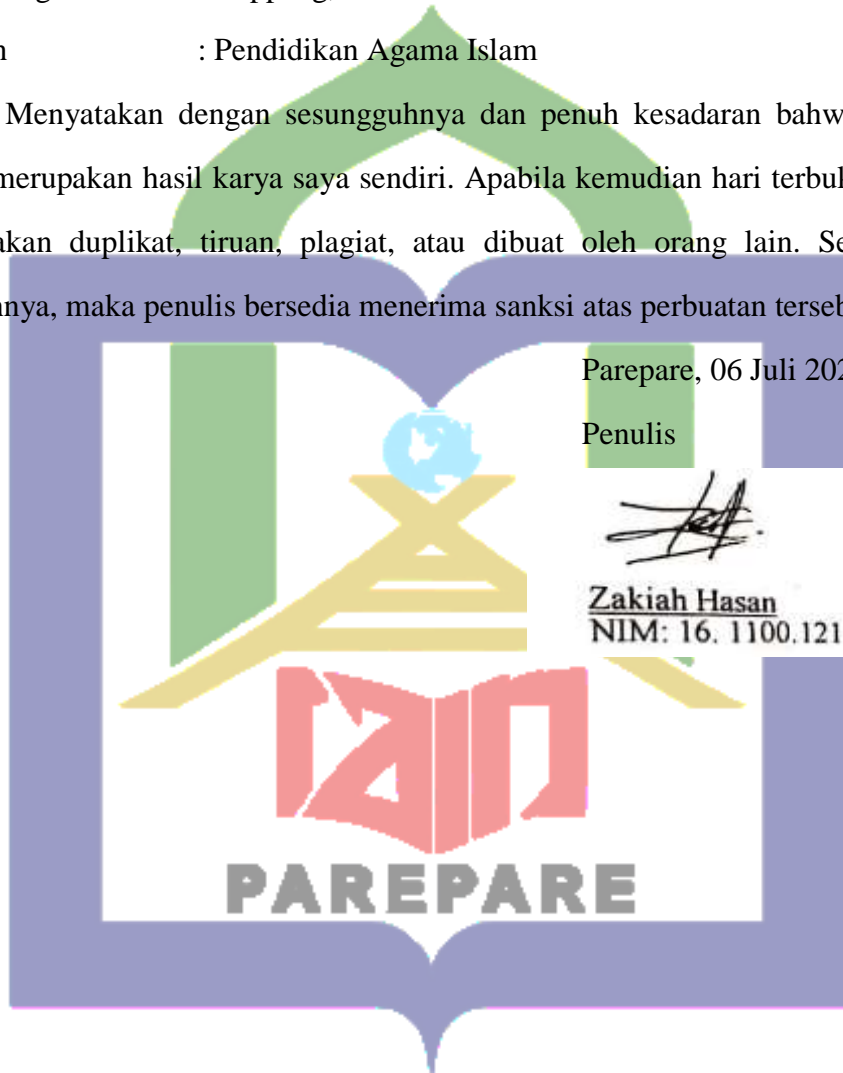 n : Pendidikan Agama Islam
Menyatakan dengan sesungguhnya dan penuh kesadaran bahw
merupakan hasil karya saya sendiri. Apabila kemudian hari terbuk
akan duplikat, tiruan, plagiat, atau dibuat oleh orang lain. Se
nya, maka penulis bersedia menerima sanksi atas perbuatan terseb
Parepare, 06 Juli 202
Penulis
Zakiah Hasan
NIM: 16. 1100.121
iain
PAREPARE